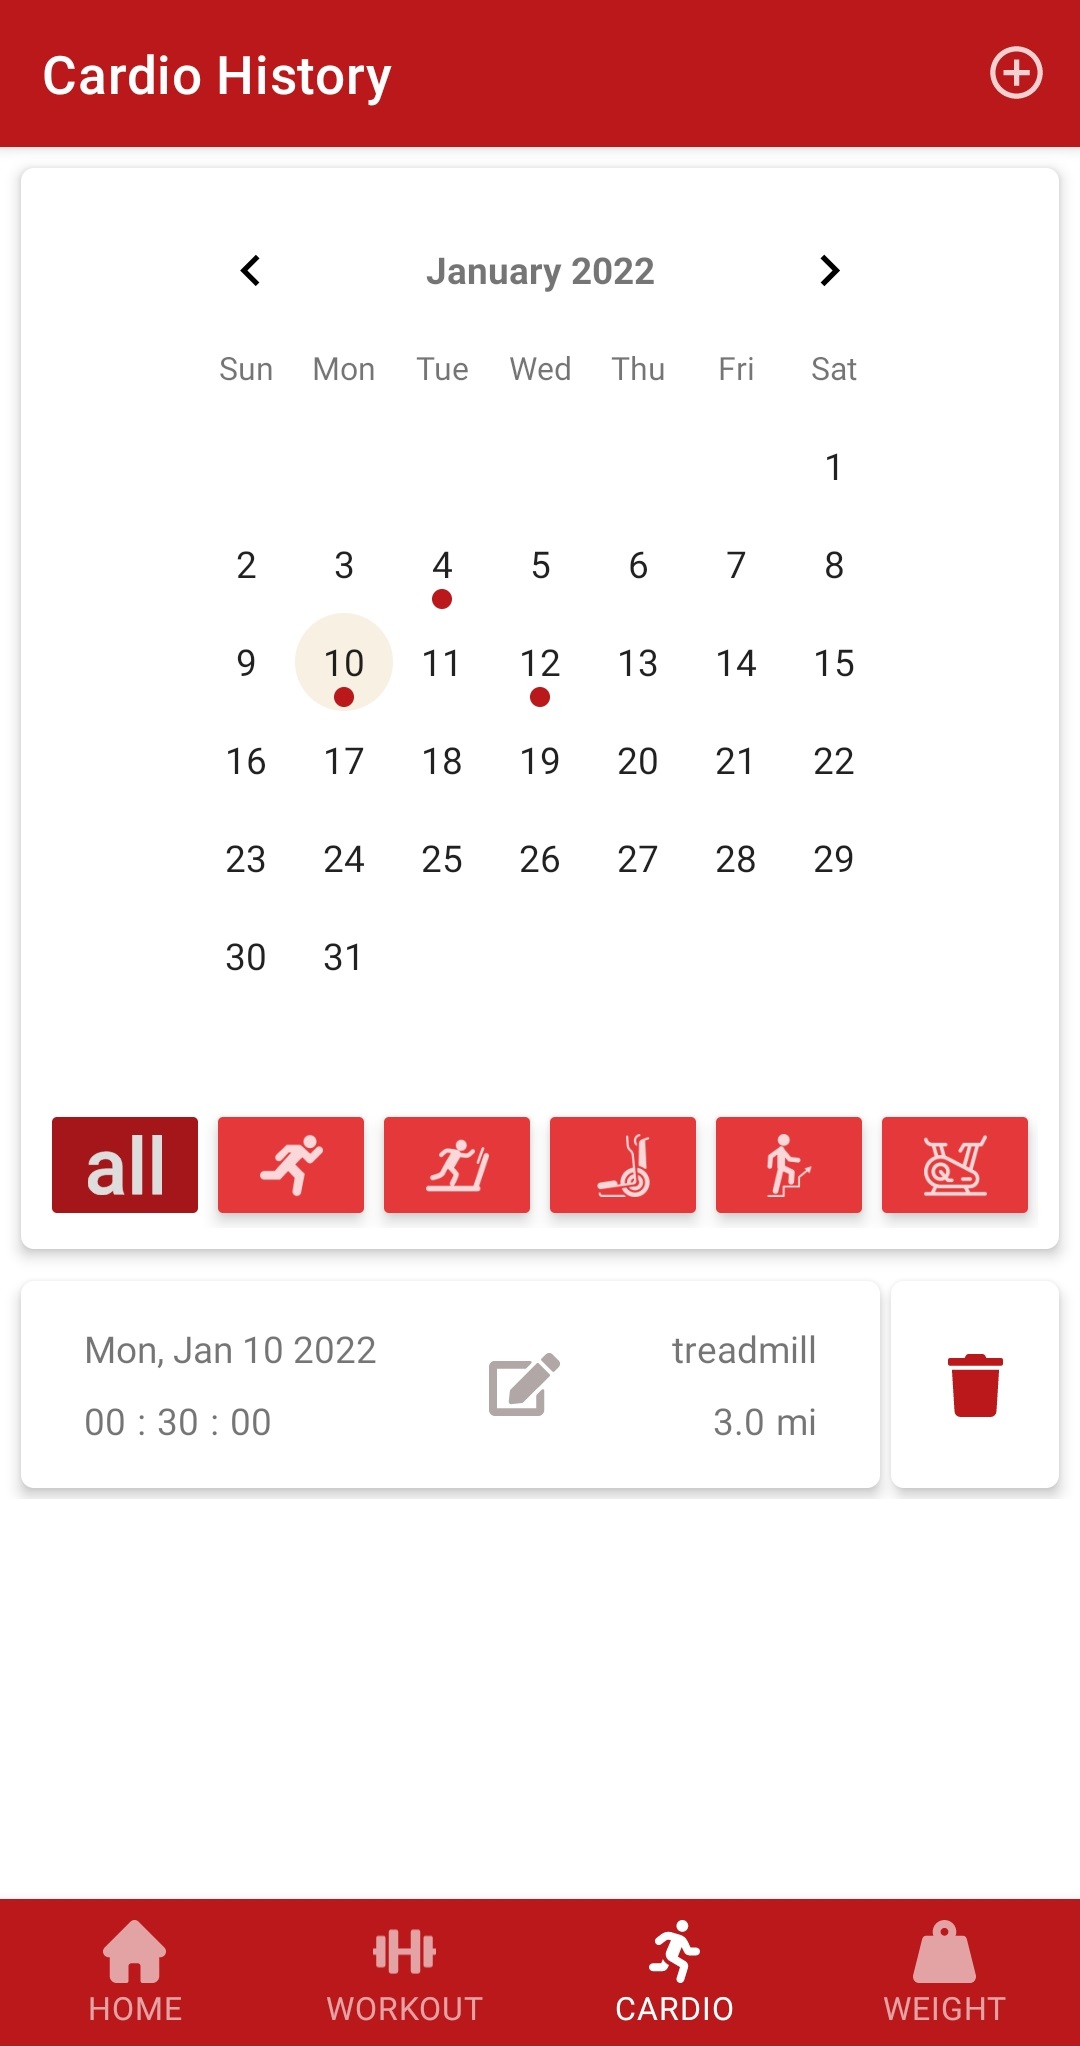 Cardio History
January 2022
Sun Mon Tue Wed Thu Fri Sat
1
2 3 4 5 6 7 8
9 10 11 12 13 14 15
16 17 18 19 20 21 22
23 24 25 26 27 28 29
30 31
all
Mon, Jan 10 2022 treadmill
00 : 30 : 00 3.0 mi
HOME WORKOUT CARDIO WEIGHT